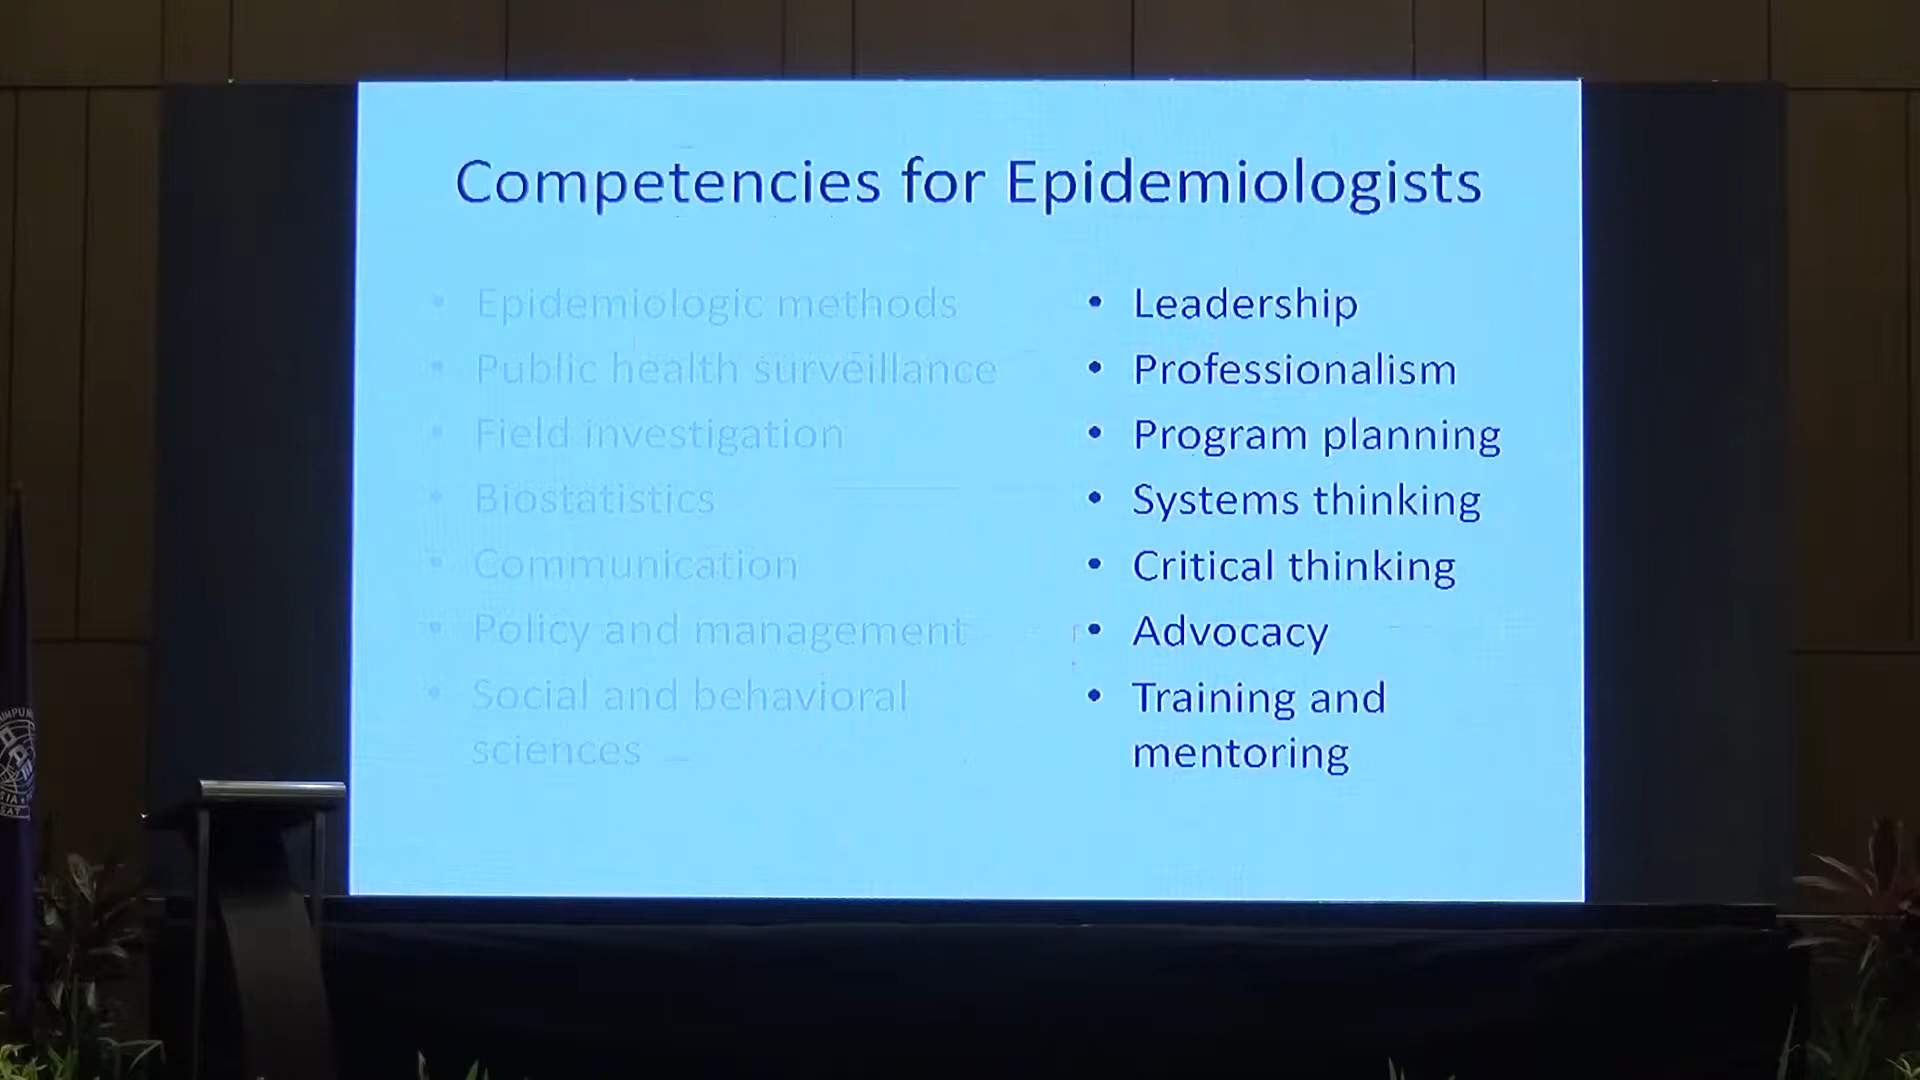 Competencies for Epidemiologists
• Epidemiologic methods
• Public health surveillance
• Field investigation
• Biostatistics
• Communication
• Policy and management
• Social and behavioral
sciences
• Leadership
• Professionalism
• Program planning
• Systems thinking
• Critical thinking
• Advocacy
• Training and
mentoring